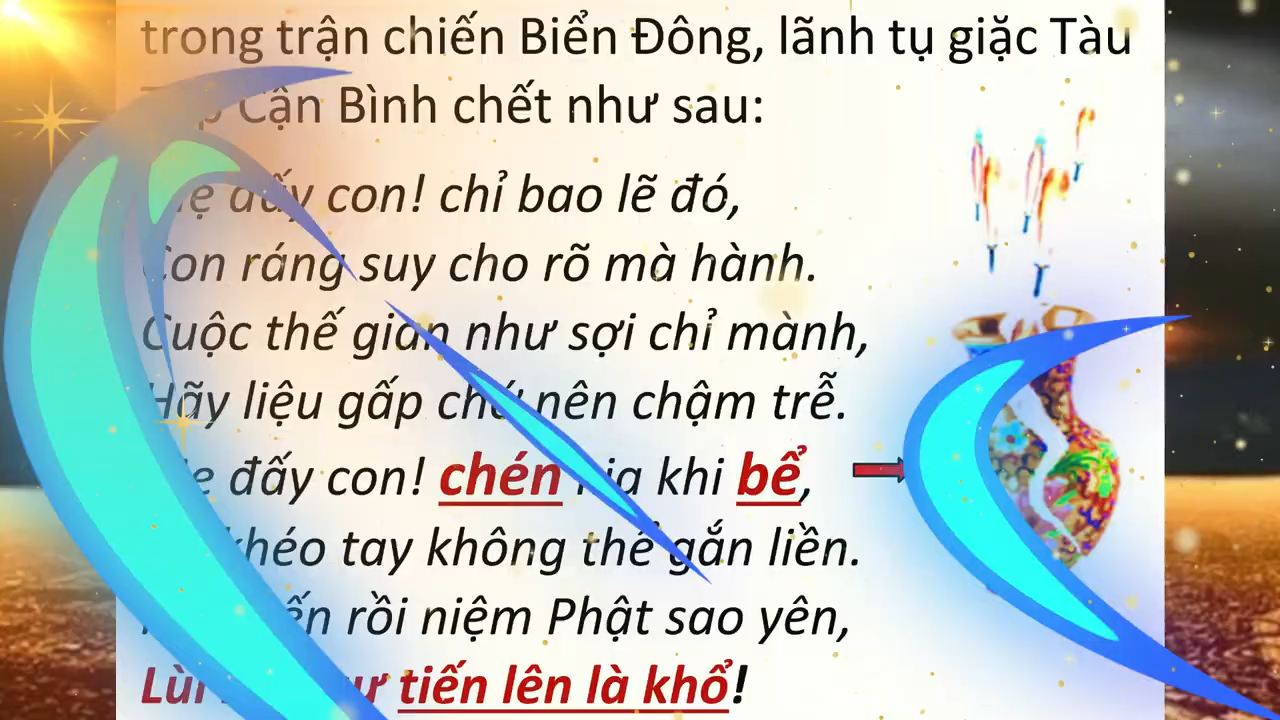 trong trận chiến Biển Đông, lãnh tụ giặc Tàu
Cận Bình chết như sau:
đấy con! chỉ bao lẽ đó,
Con ráng suy cho rõ mà hành.
Cuộc thế gian như sợi chỉ mành,
Hãy liệu gấp chớ nên chậm trễ.
đấy con! chén kia khi bể,
khéo tay không thể gắn liền.
rồi niệm Phật sao yên,
tiến lên là khổ!